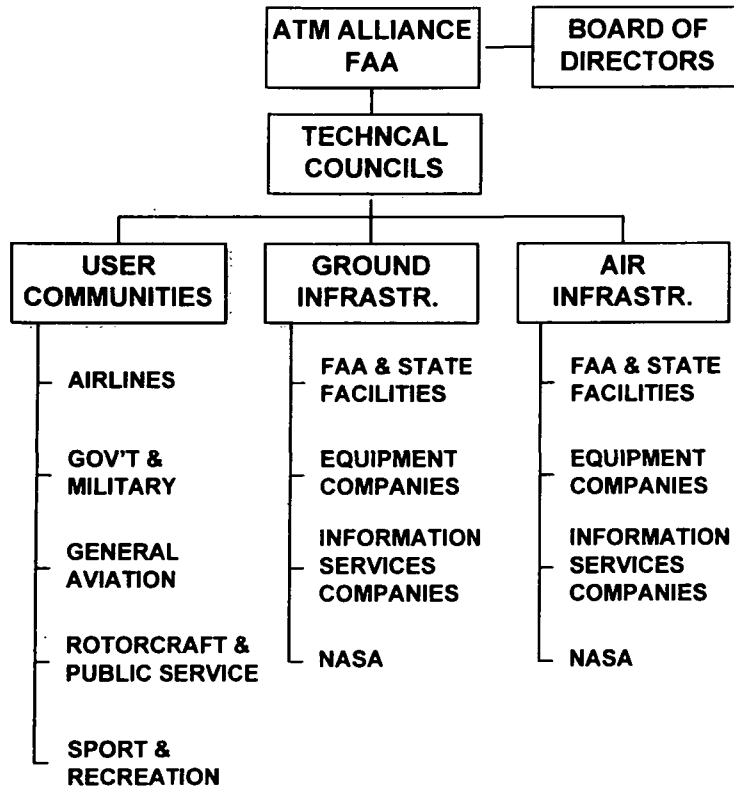 ATM ALLIANCE
FAA
BOARD OF
DIRECTORS
TECHNCAL
COUNCILS
USER
COMMUNITIES
GROUND
INFRASTR.
AIR
INFRASTR.
AIRLINES
GOV'T &
MILITARY
GENERAL
AVIATION
ROTORCRAFT &
PUBLIC SERVICE
SPORT &
RECREATION
FAA & STATE
FACILITIES
EQUIPMENT
COMPANIES
INFORMATION
SERVICES
COMPANIES
NASA
FAA & STATE
FACILITIES
EQUIPMENT
COMPANIES
INFORMATION
SERVICES
COMPANIES
NASA